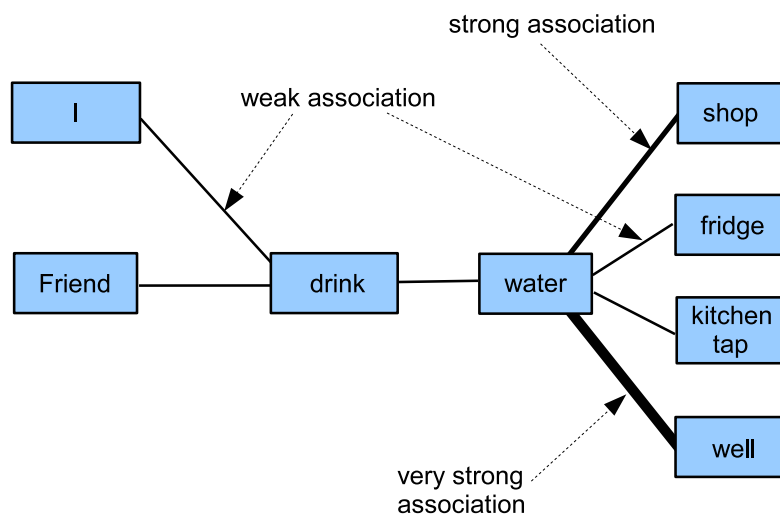 strong association
I
weak association
shop
fridge
Friend
drink
water
kitchen
tap
well
very strong
association